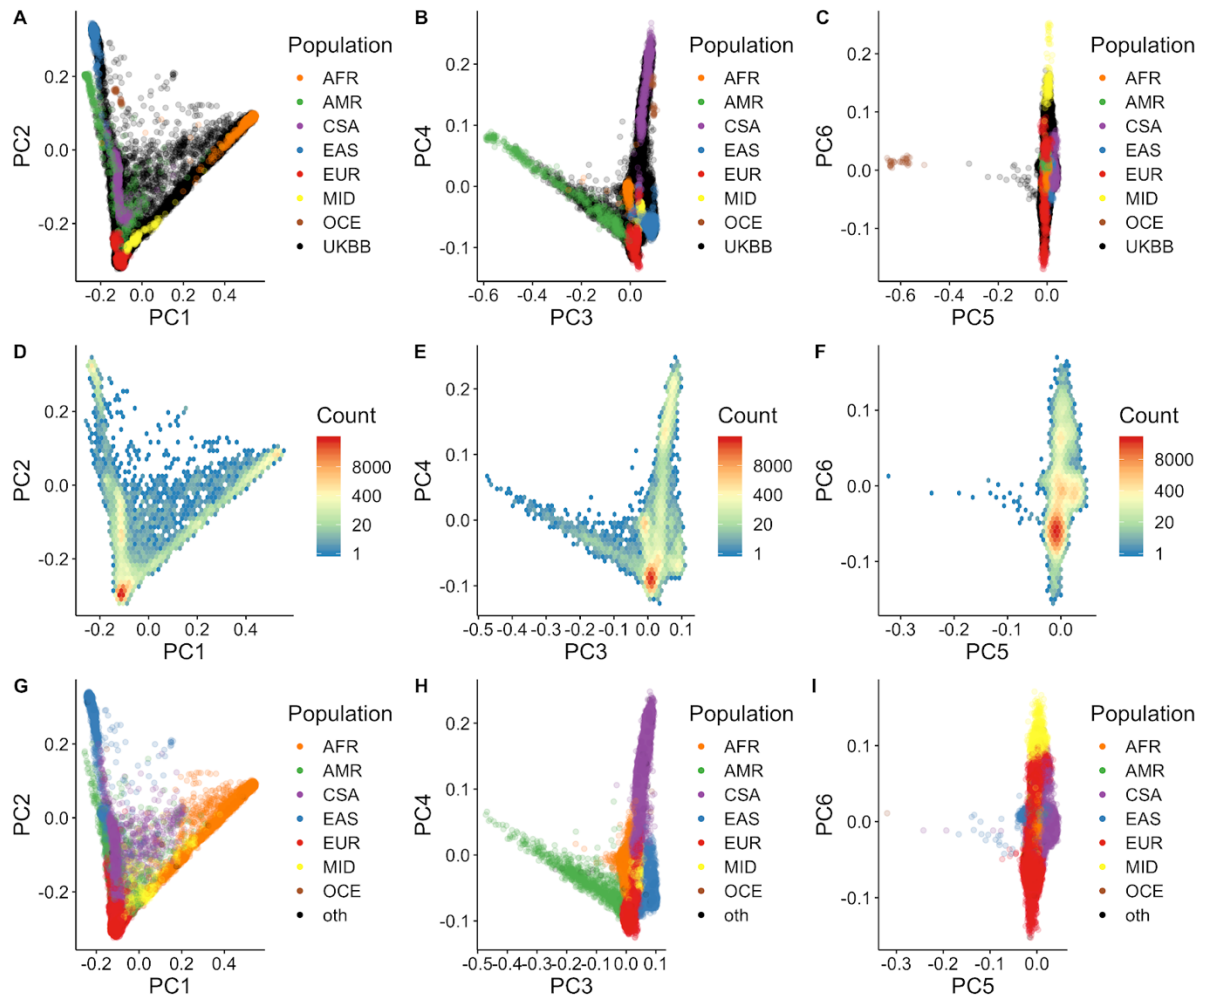 A
PC2
0.2
0.0
-0.2
-0.2 0.0 0.2 0.4
PC1
Population
AFR
AMR
CSA
EAS
EUR
MID
OCE
UKBB
B
PC4
0.2
0.1
0.0
-0.1
-0.6 -0.4 -0.2 0.0
PC3
Population
AFR
AMR
CSA
EAS
EUR
MID
OCE
UKBB
C
PC6
0.2
0.1
0.0
-0.1
-0.6 -0.4 -0.2 0.0
PC5
Population
AFR
AMR
CSA
EAS
EUR
MID
OCE
UKBB
D
PC2
0.2
0.0
-0.2
-0.2 0.0 0.2 0.4
PC1
Count
8000
400
20
1
E
PC4
0.2
0.1
0.0
-0.1
-0.5 -0.4 -0.3 -0.2 -0.1 0.0 0.1
PC3
Count
8000
400
20
1
F
PC6
0.1
0.0
-0.1
-0.3 -0.2 -0.1 0.0
PC5
Count
8000
400
20
1
G
PC2
0.2
0.0
-0.2
-0.2 0.0 0.2 0.4
PC1
Population
AFR
AMR
CSA
EAS
EUR
MID
OCE
oth
H
PC4
0.2
0.1
0.0
-0.1
-0.5 -0.4 -0.3 -0.2 -0.1 0.0 0.1
PC3
Population
AFR
AMR
CSA
EAS
EUR
MID
OCE
oth
I
PC6
0.1
0.0
-0.1
-0.3 -0.2 -0.1 0.0
PC5
Population
AFR
AMR
CSA
EAS
EUR
MID
OCE
oth